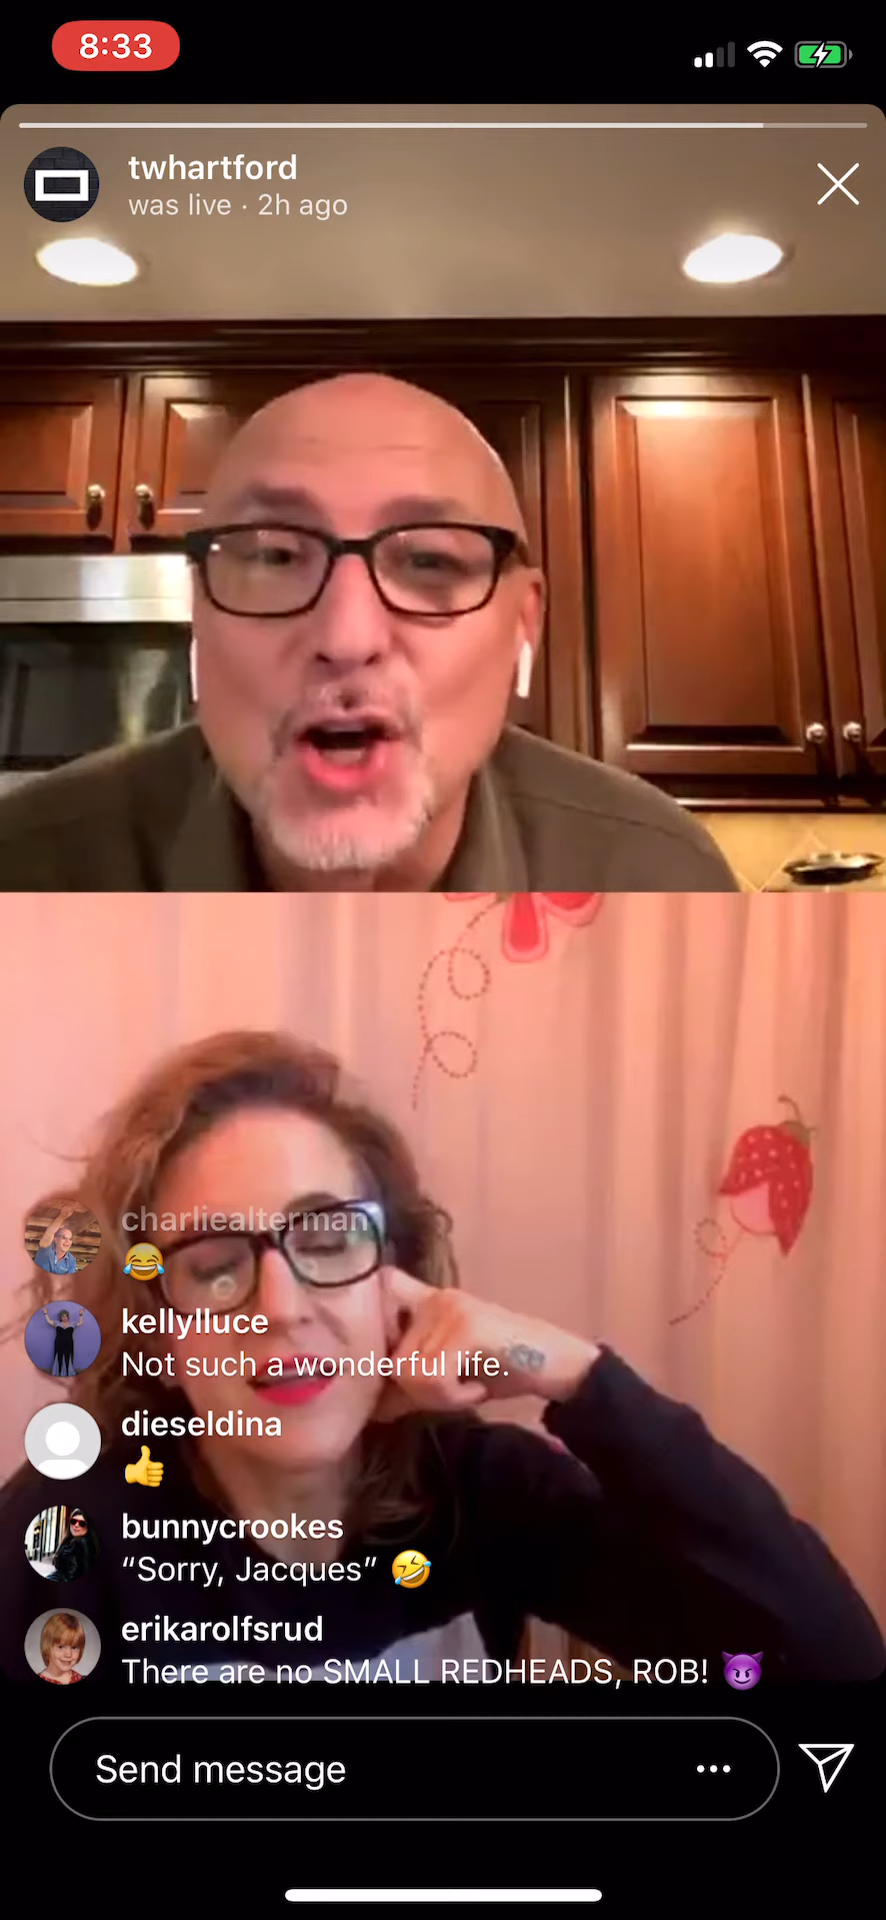 8:33
twhartford
was live · 2h ago
charliealterman
😂
kellylluce
Not such a wonderful life.
dieseldina
👍
bunnycrookes
“Sorry, Jacques” 🤣
erikarolfsrud
There are no SMALL REDHEADS, ROB! 😈
Send message